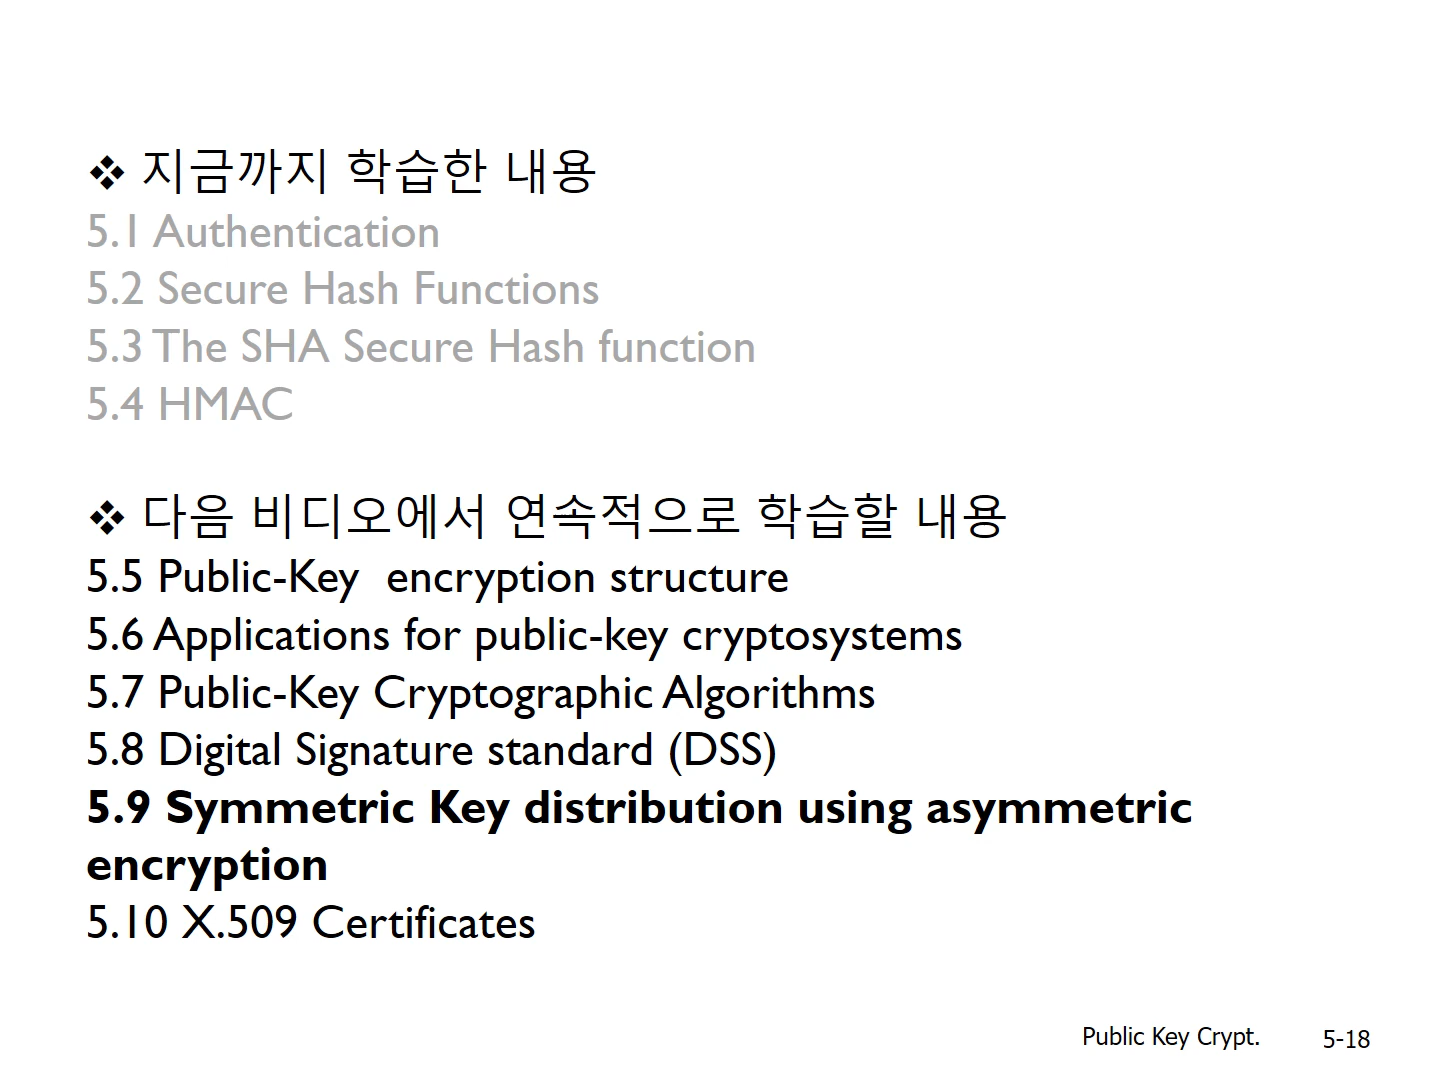 ❖ 지금까지 학습한 내용
5.1 Authentication
5.2 Secure Hash Functions
5.3 The SHA Secure Hash function
5.4 HMAC
❖ 다음 비디오에서 연속적으로 학습할 내용
5.5 Public-Key  encryption structure
5.6 Applications for public-key cryptosystems
5.7 Public-Key Cryptographic Algorithms
5.8 Digital Signature standard (DSS)
5.9 Symmetric Key distribution using asymmetric
encryption
5.10 X.509 Certificates
Public Key Crypt. 5-18